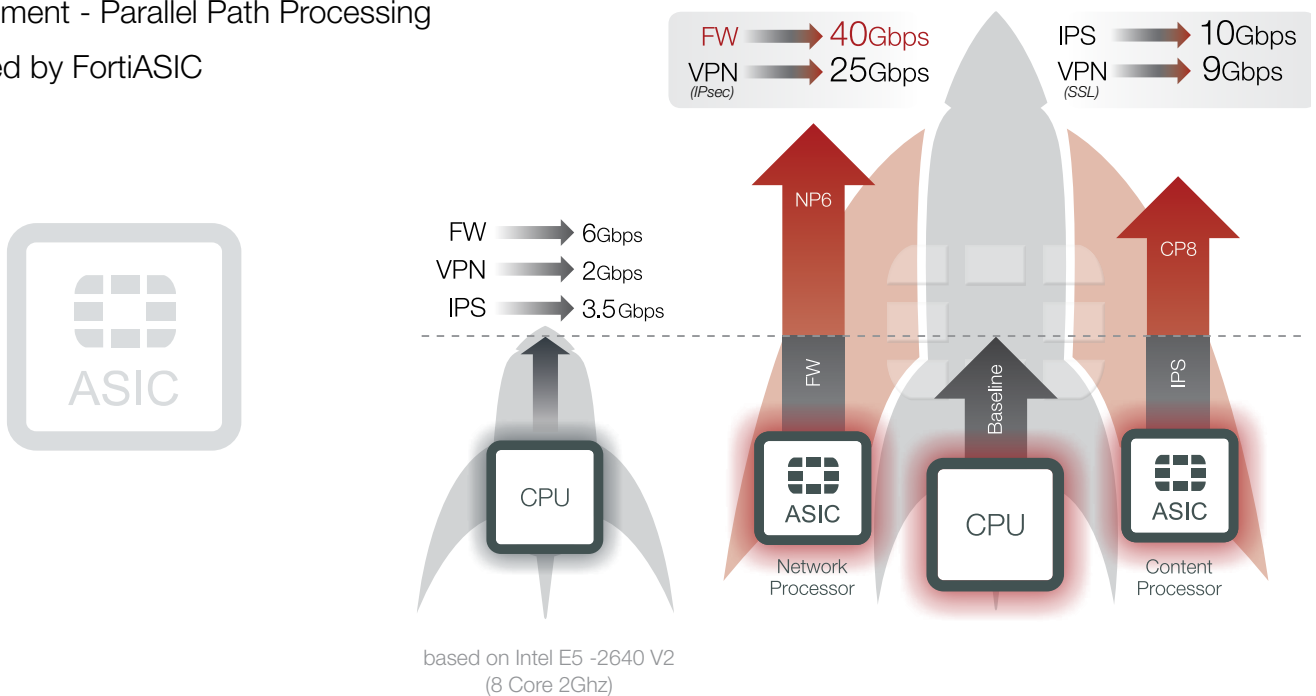 ment - Parallel Path Processing
ed by FortiASIC
ASIC
FW 6Gbps
VPN 2Gbps
IPS 3.5Gbps
CPU
based on Intel E5 -2640 V2
(8 Core 2Ghz)
FW 40Gbps
VPN 25Gbps
(IPsec)
IPS 10Gbps
VPN 9Gbps
(SSL)
NP6
FW
ASIC
Network
Processor
Baseline
CPU
CP8
IPS
ASIC
Content
Processor